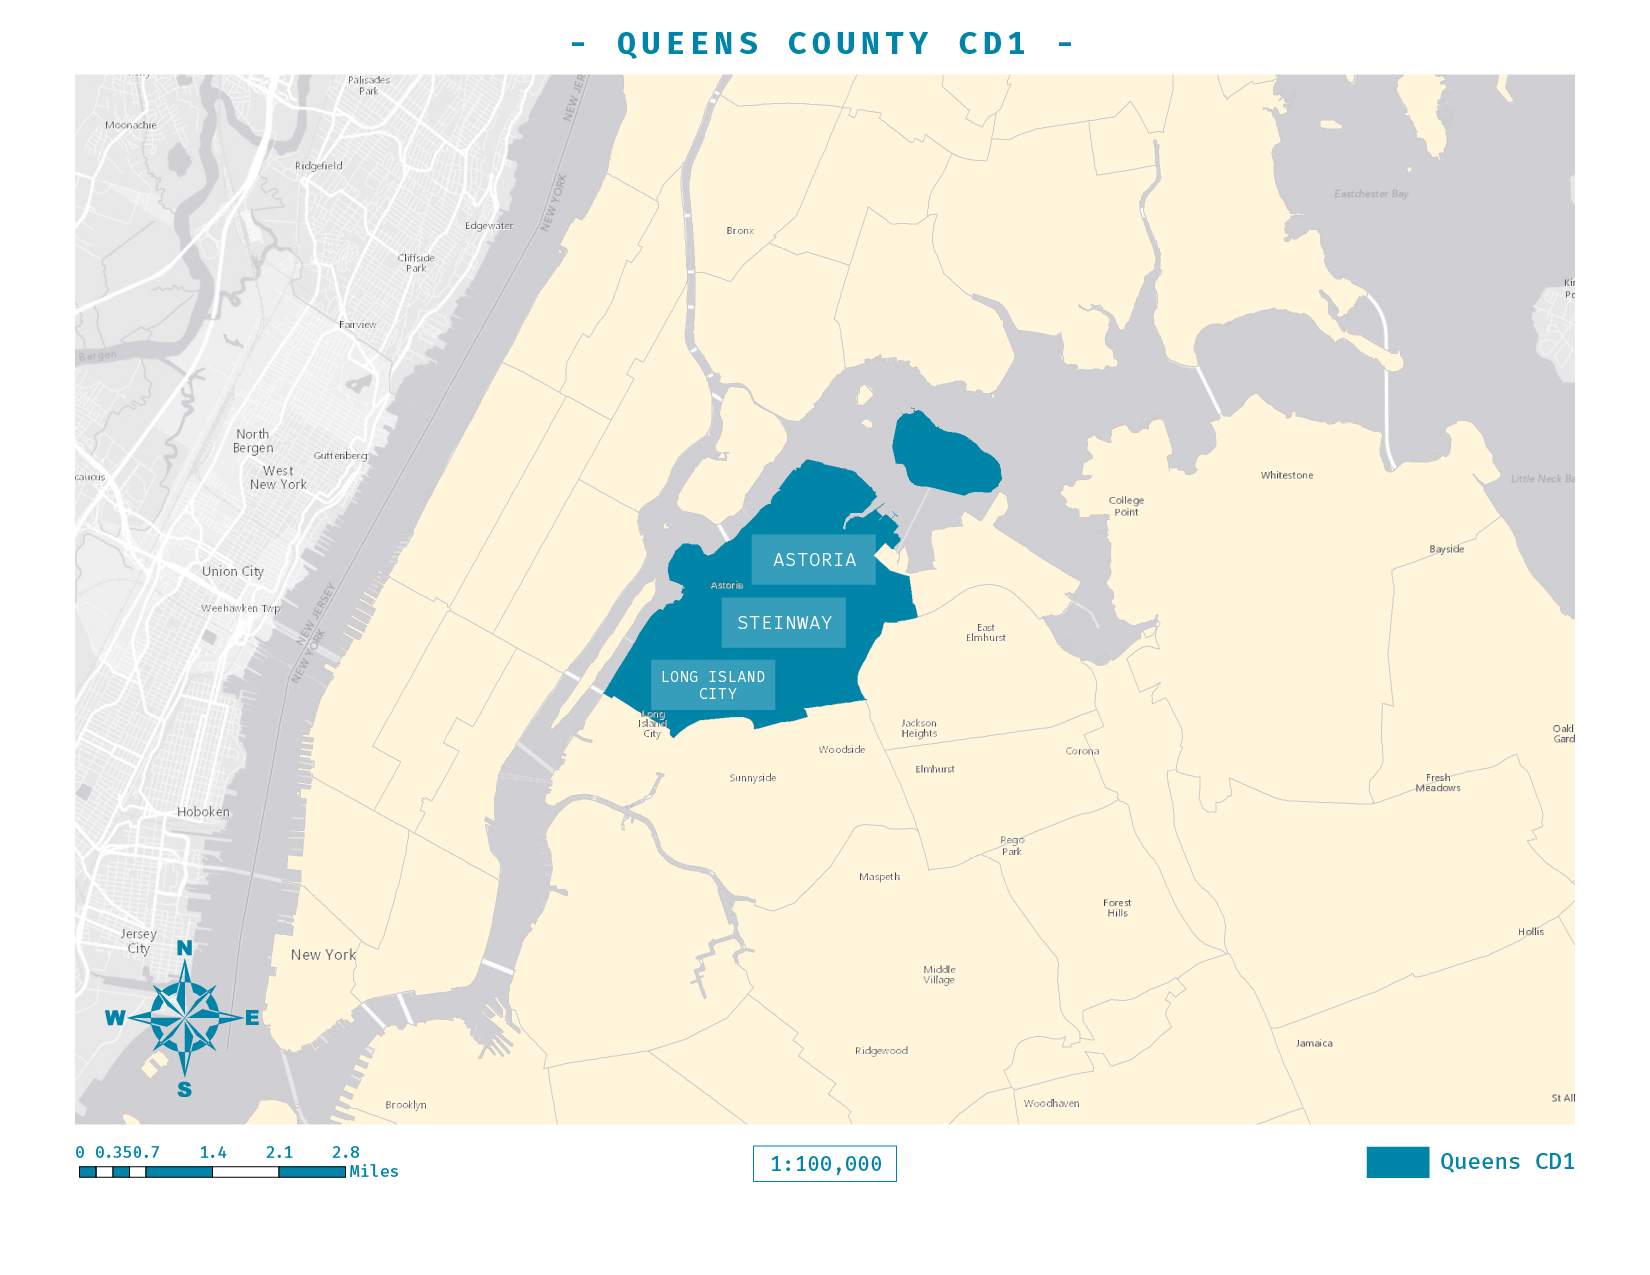 - QUEENS COUNTY CD1 -
Palisades
Park
NEW JER
Moonachie
Ridgefield
Eastchester Bay
NEW YORK
Edgewater
Bronx
Cliffside
Park
Fairview
Bergen
North
Bergen
Guttenberg
West
New York
caucus
Whitestone
Little Neck Ba
College
Point
Bayside
ASTORIA
Union City
Astoria
Weehawken Twp
NEW JERSEY
NEW YORK
STEINWAY
East
Elmhurst
LONG ISLAND
CITY
Long
Island
City
Jackson
Heights
Oakl
Gard
Woodside
Corona
Elmhurst
Sunnyside
Fresh
Meadows
Hoboken
Rego
Park
Maspeth
Forest
Hills
Hollis
Jersey
City
N
New York
Middle
Village
W
E
Jamaica
Ridgewood
S
Brooklyn
Woodhaven
St Al
0 0.35 0.7 1.4 2.1 2.8
Miles
1:100,000
Queens CD1